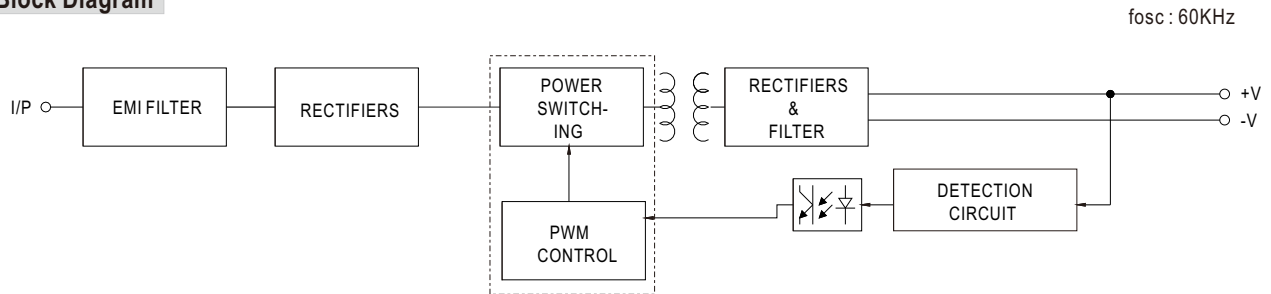 Block Diagram
fosc : 60KHz
I/P
EMI FILTER
RECTIFIERS
POWER
SWITCH-
ING
RECTIFIERS
&
FILTER
+V
-V
DETECTION
CIRCUIT
PWM
CONTROL